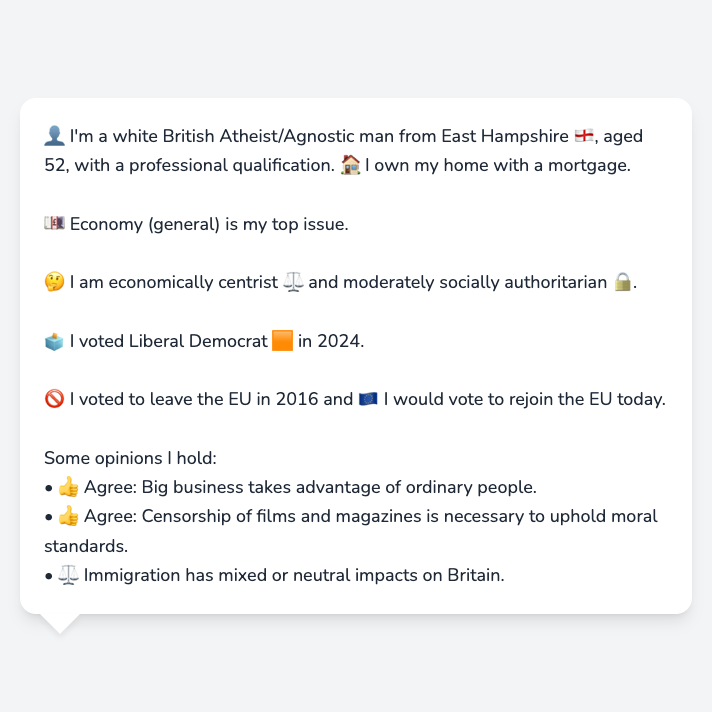 👤 I'm a white British Atheist/Agnostic man from East Hampshire 🏴󠁧󠁢󠁥󠁮󠁧󠁿, aged
52, with a professional qualification. 🏠 I own my home with a mortgage.
💷 Economy (general) is my top issue.
🤔 I am economically centrist ⚖️ and moderately socially authoritarian 🔒.
🗳️ I voted Liberal Democrat 🟧 in 2024.
🚫 I voted to leave the EU in 2016 and 🇪🇺 I would vote to rejoin the EU today.
Some opinions I hold:
• 👍 Agree: Big business takes advantage of ordinary people.
• 👍 Agree: Censorship of films and magazines is necessary to uphold moral
standards.
• ⚖️ Immigration has mixed or neutral impacts on Britain.